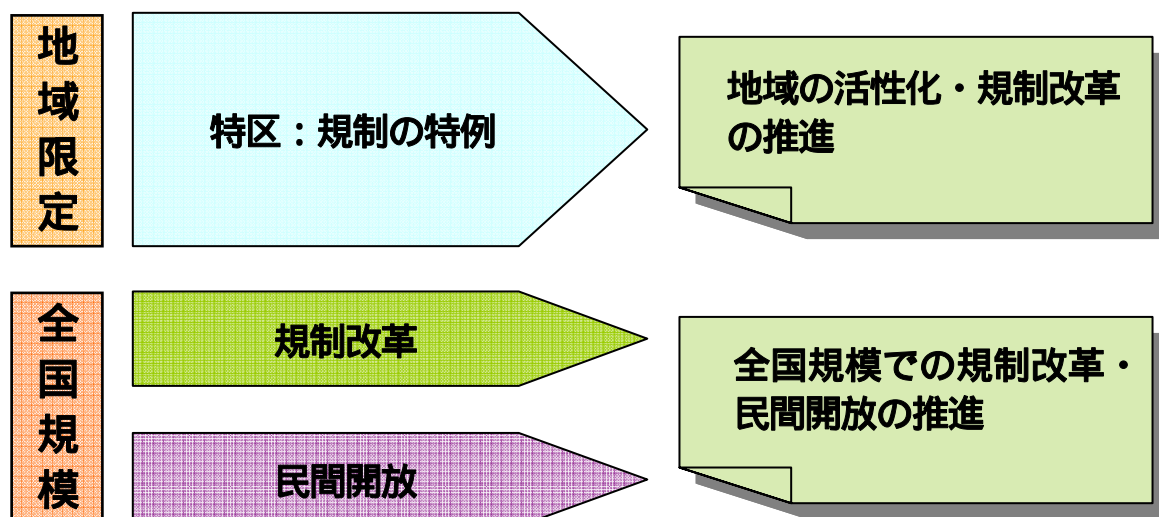 地域限定
特区：規制の特例
地域の活性化・規制改革
の推進
全国規模
規制改革
民間開放
全国規模での規制改革・
民間開放の推進